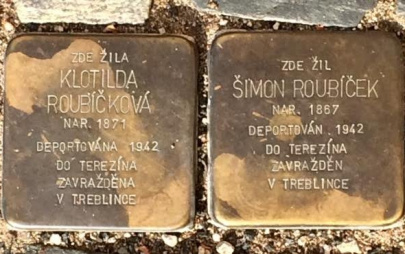 ZDE ŽILA
KLOTILDA
ROUBÍČKOVÁ
NAR. 1871
DEPORTOVÁNA 1942
DO TEREZÍNA
ZAVRAŽDĚNA
V TREBLINCE
ZDE ŽIL
ŠIMON ROUBÍČEK
NAR. 1867
DEPORTOVÁN 1942
DO TEREZÍNA
ZAVRAŽDĚN
V TREBLINCE